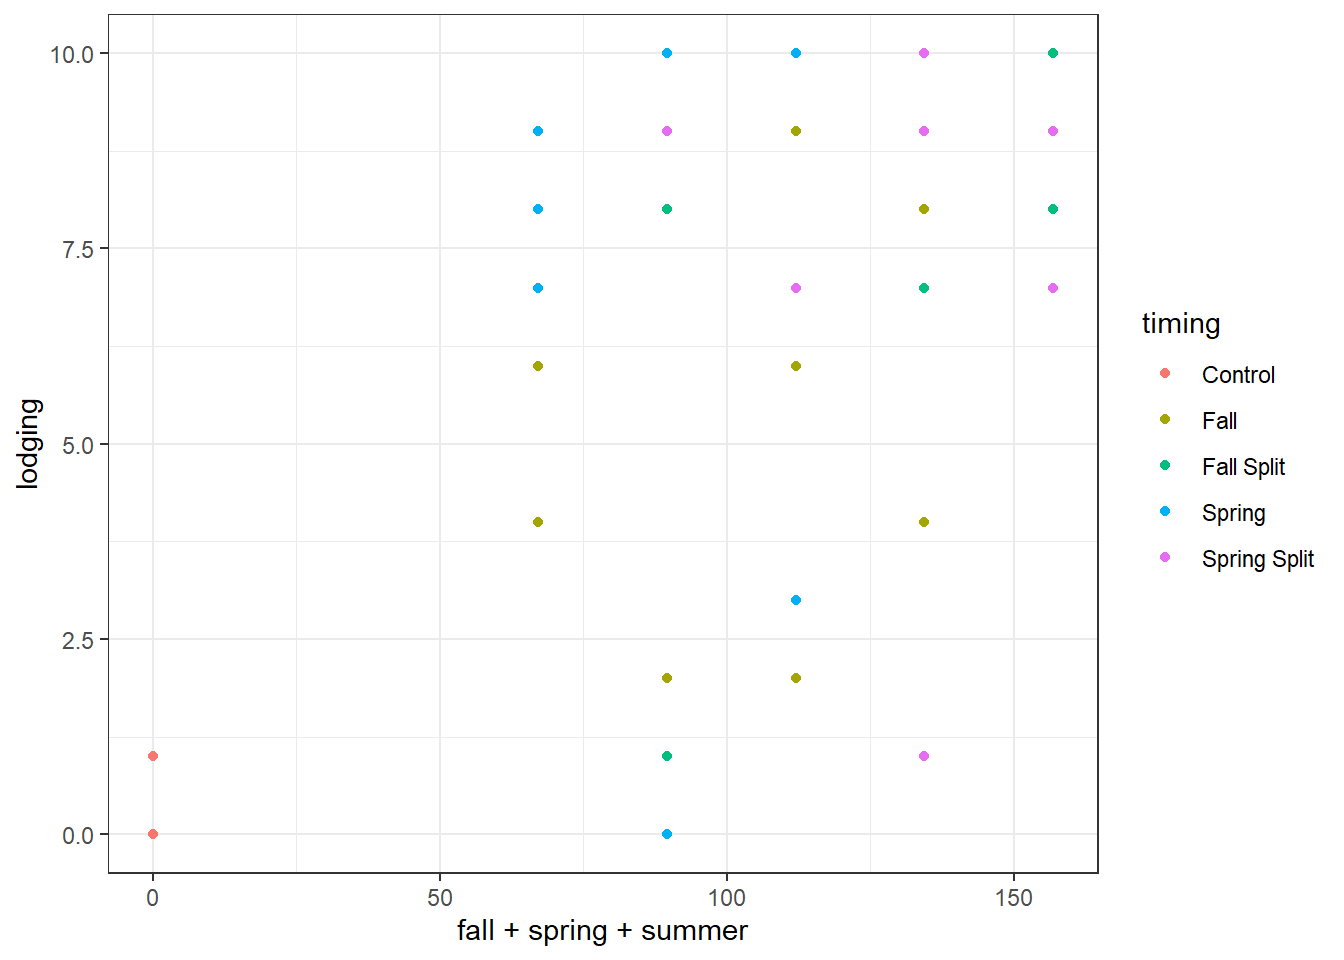 10.0
7.5
5.0
2.5
0.0
lodging
0 50 100 150
fall + spring + summer
timing
Control
Fall
Fall Split
Spring
Spring Split